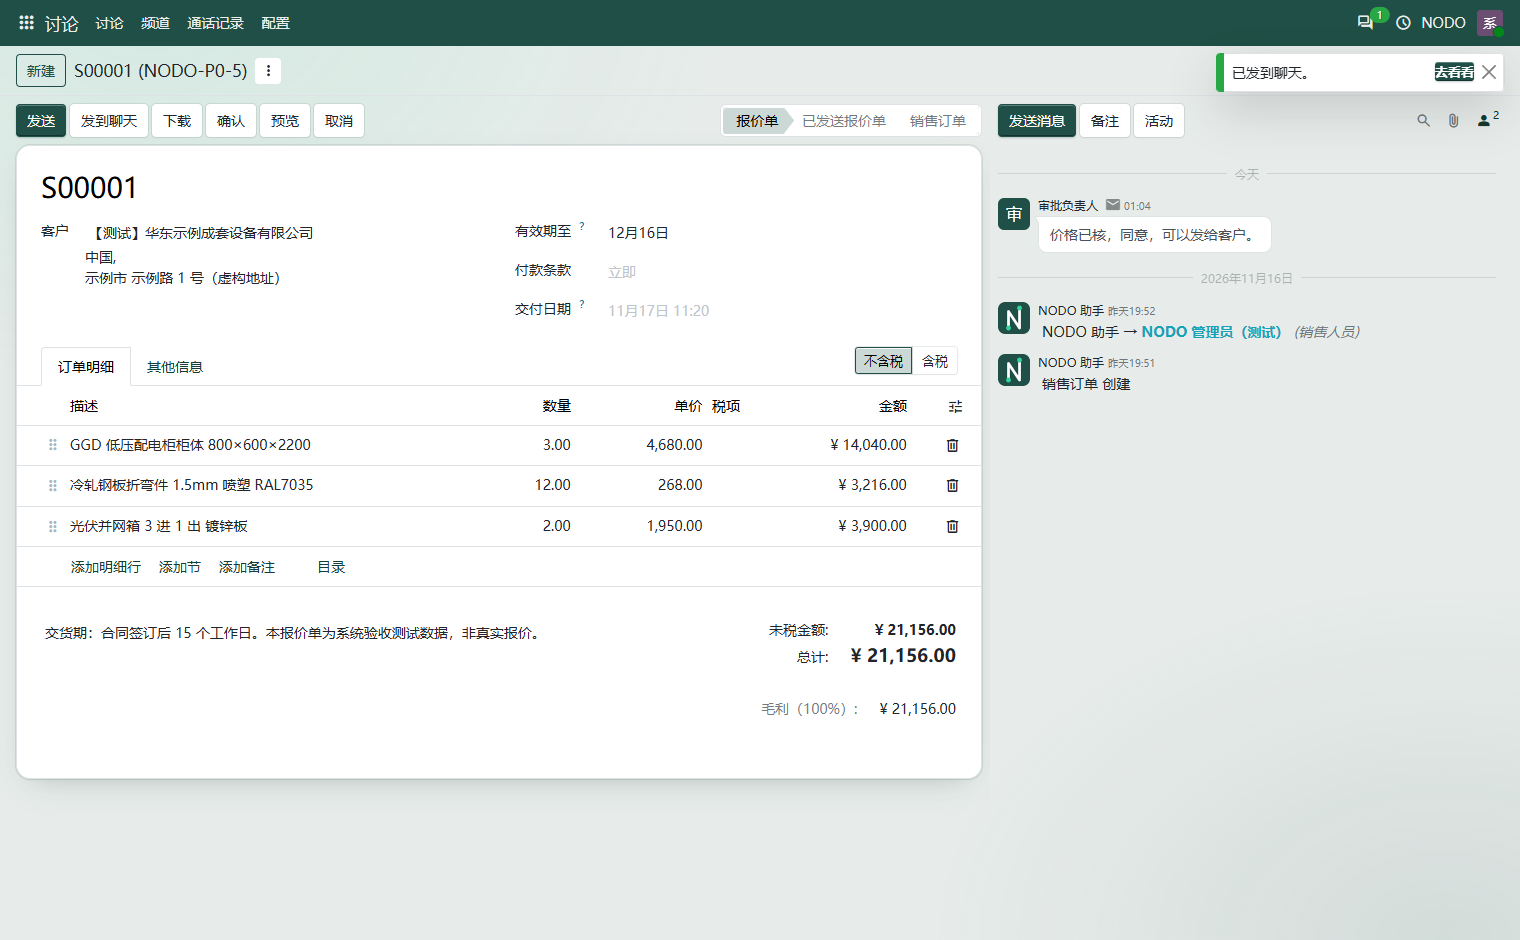 讨论 讨论 频道 通话记录 配置 1 NODO 系
新建 S00001 (NODO-P0-5)
已发到聊天。 去看看
发送 发到聊天 下载 确认 预览 取消 报价单 已发送报价单 销售订单
发送消息 备注 活动 2
S00001
客户 【测试】华东示例成套设备有限公司
中国,
示例市 示例路 1 号（虚构地址）
有效期至 ? 12月16日
付款条款 立即
交付日期 ? 11月17日 11:20
订单明细 其他信息 不含税 含税
描述 数量 单价 税项 金额
GGD 低压配电柜柜体 800×600×2200 3.00 4,680.00 ¥ 14,040.00
冷轧钢板折弯件 1.5mm 喷塑 RAL7035 12.00 268.00 ¥ 3,216.00
光伏并网箱 3 进 1 出 镀锌板 2.00 1,950.00 ¥ 3,900.00
添加明细行 添加节 添加备注 目录
交货期：合同签订后 15 个工作日。本报价单为系统验收测试数据，非真实报价。
未税金额: ¥ 21,156.00
总计: ¥ 21,156.00
毛利（100%）: ¥ 21,156.00
今天
审 审批负责人 01:04
价格已核，同意，可以发给客户。
2026年11月16日
NODO 助手 昨天19:52
NODO 助手 → NODO 管理员（测试） (销售人员)
NODO 助手 昨天19:51
销售订单 创建